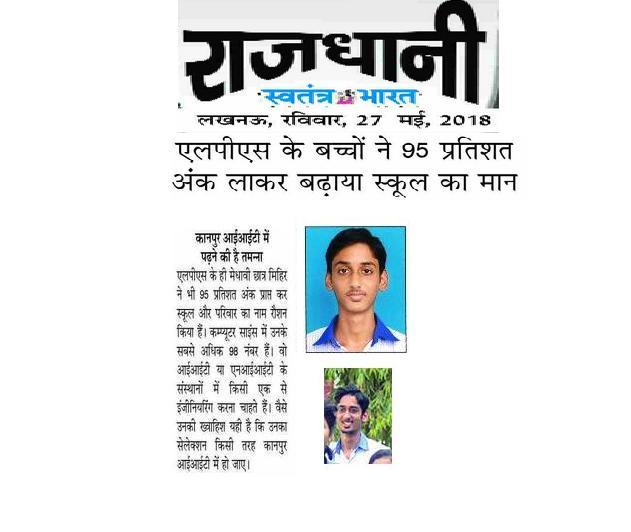 राजधानी
स्वतंत्र भारत
लखनऊ, रविवार, 27 मई, 2018
एलपीएस के बच्चों ने 95 प्रतिशत
अंक लाकर बढ़ाया स्कूल का मान
कानपुर आईआईटी में
पढ़ने की है तमन्ना
एलपीएस के ही मेधावी छात्र मिहिर
ने भी 95 प्रतिशत अंक प्राप्त कर
स्कूल और परिवार का नाम रौशन
किया हैं। कम्प्यूटर साइंस में उनके
सबसे अधिक 98 नंबर हैं। वो
आईआईटी या एनआईआईटी के
संस्थानों में किसी एक से
इंजीनियरिंग करना चाहते हैं। वैसे
उनकी ख्वाहिश यही है कि उनका
सेलेक्शन किसी तरह कानपुर
आईआईटी में हो जाए।